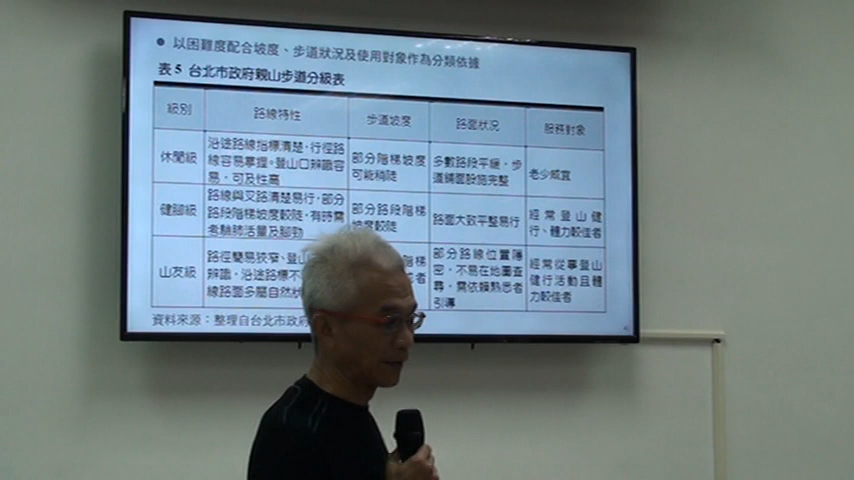 ● 以困難度配合坡度、步道狀況及使用對象作為分類依據
表 5 台北市政府親山步道分級表
級別 路線特性 步道坡度 路面狀況 服務對象
休閒級
沿途路線指標清楚，行徑路
線容易掌握。登山口辨識容
易，可及性高
部分階梯坡度
可能稍陡
多數路段平緩，步
道鋪面設施完整
老少咸宜
健腳級
路線與叉路清楚易行，部分
路段階梯坡度較陡，有時需
考驗肺活量及腳勁
部分路段階梯
坡度較陡
路面大致平整易行
經常登山健
行、體力較佳者
山友級
路徑簡易狹窄、登山
辨識，沿途路標不
線路面多屬自然狀
階梯
者
部分路線位置隱
密，不易在地圖查
尋，需依賴熟悉者
引導
經常從事登山
健行活動且體
力較佳者
資料來源：整理自台北市政府